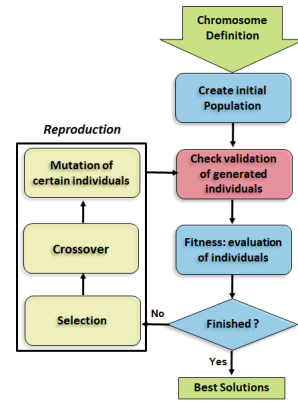 Chromosome
Definition
Create initial
Population
Reproduction
Mutation of
certain individuals
Check validation
of generated
individuals
Crossover
Fitness: evaluation
of individuals
Selection
No
Finished ?
Yes
Best Solutions